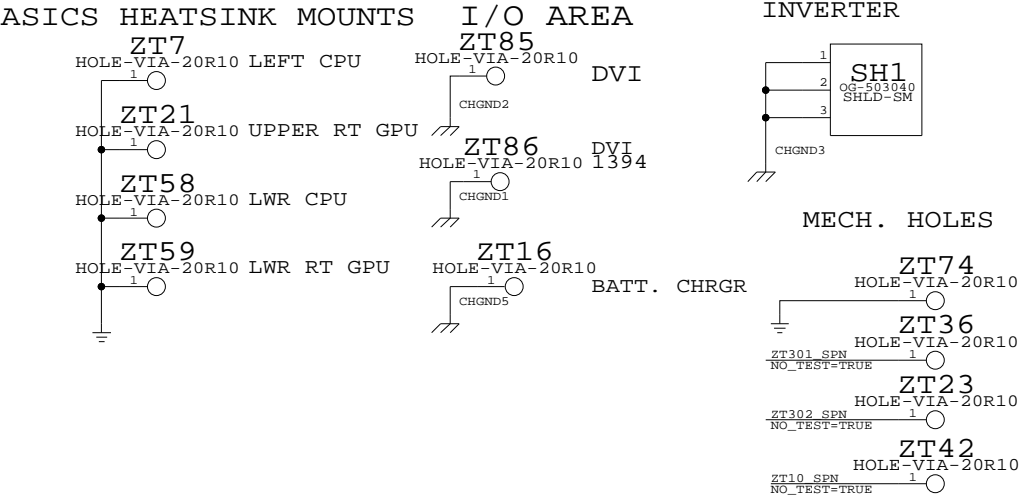 ASICS HEATSINK MOUNTS
ZT7
HOLE-VIA-20R10 LEFT CPU
1
ZT21
HOLE-VIA-20R10 UPPER RT GPU
1
ZT58
HOLE-VIA-20R10 LWR CPU
1
ZT59
HOLE-VIA-20R10 LWR RT GPU
1
I/O AREA
ZT85
HOLE-VIA-20R10
1
DVI
CHGND2
ZT86
HOLE-VIA-20R10
DVI
1394
1
CHGND1
ZT16
HOLE-VIA-20R10
1
BATT. CHRGR
CHGND5
INVERTER
1
2
3
SH1
OG-503040
SHLD-SM
CHGND3
MECH. HOLES
ZT74
HOLE-VIA-20R10
1
ZT36
HOLE-VIA-20R10
ZT301_SPN
1
NO_TEST=TRUE
ZT23
HOLE-VIA-20R10
ZT302_SPN
1
NO_TEST=TRUE
ZT42
HOLE-VIA-20R10
ZT10_SPN
1
NO_TEST=TRUE